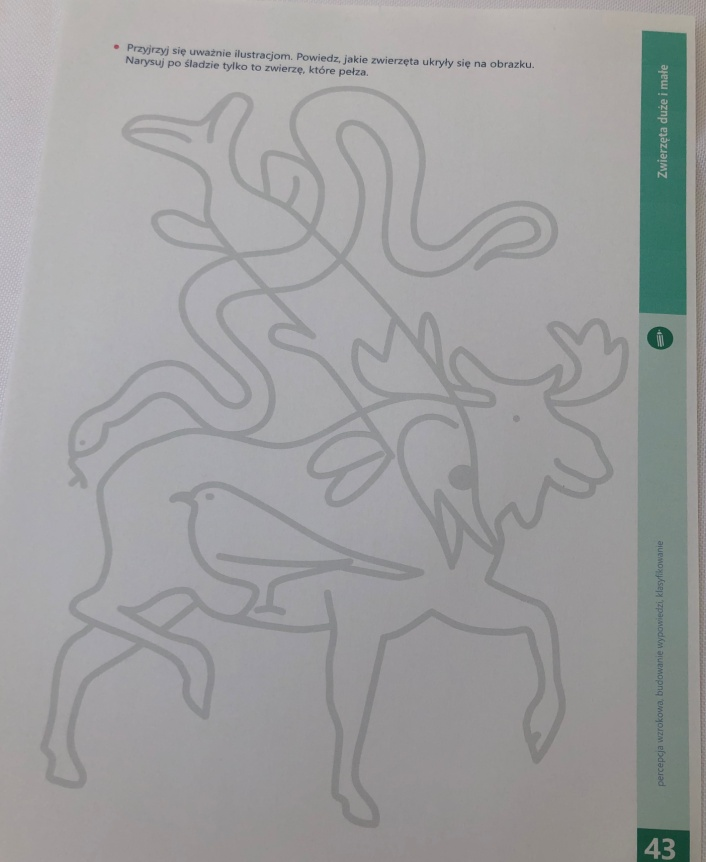 Przyjrzyj się uważnie ilustracjom. Powiedz, jakie zwierzęta ukryły się na obrazku.
Narysuj po śladzie tylko to zwierzę, które pełza.
Zwierzęta duże i małe
percepcja wzrokowa, budowanie wypowiedzi, klasyfikowanie
43